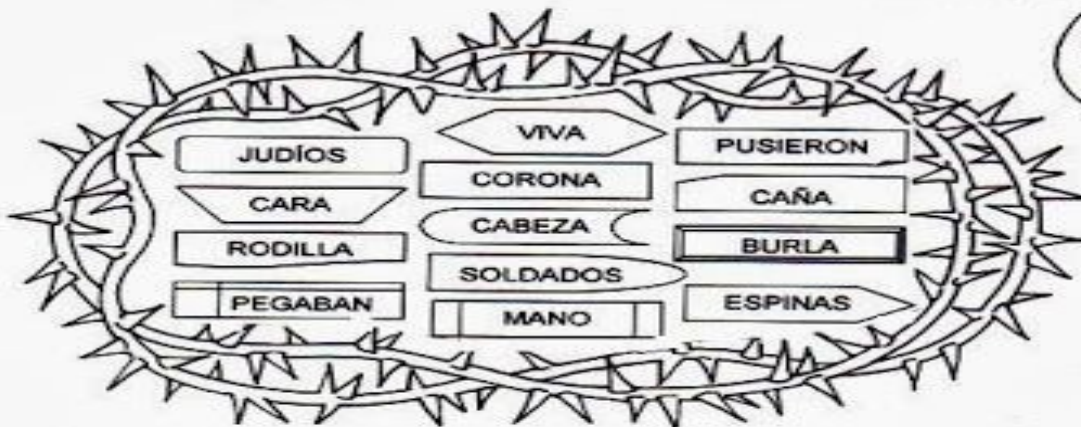 JUDÍOS
CARA
RODILLA
PEGABAN
VIVA
CORONA
CABEZA
SOLDADOS
MANO
PUSIERON
CAÑA
BURLA
ESPINAS